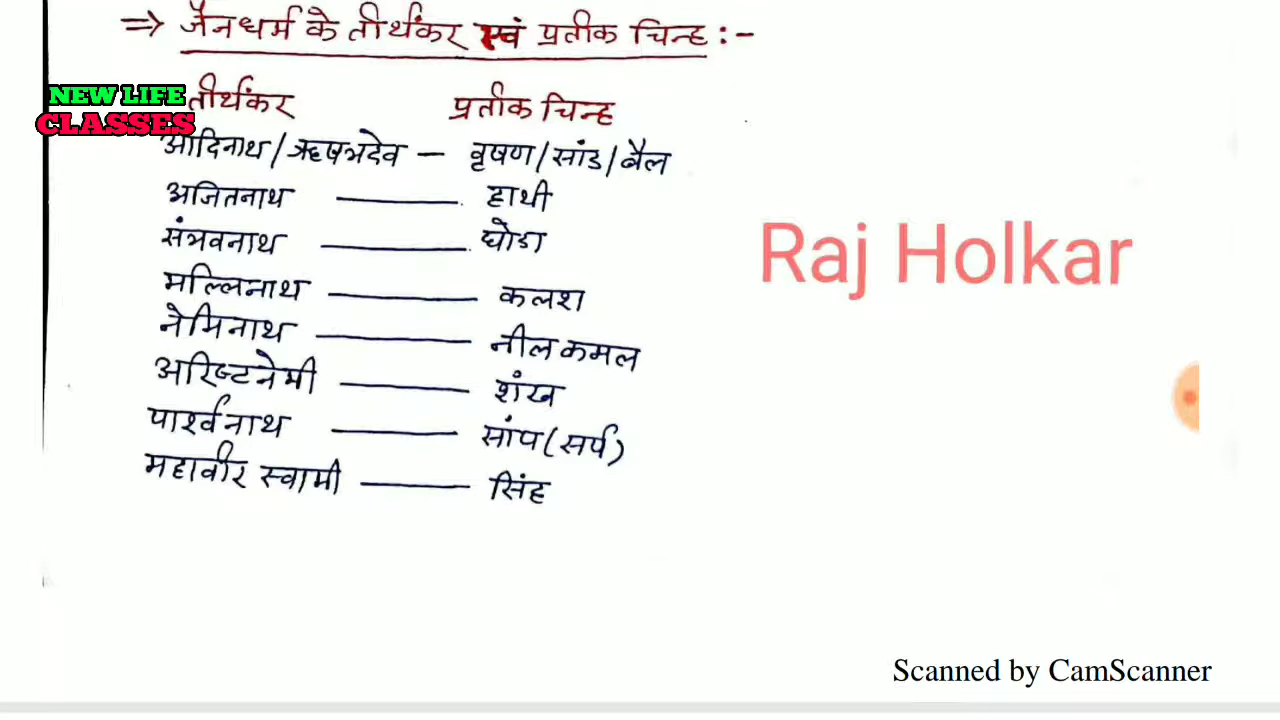 ⇒ जैनधर्म के तीर्थंकर एवं प्रतीक चिन्ह :-
NEW LIFE
CLASSES
तीर्थंकर प्रतीक चिन्ह
आदिनाथ/ऋषभदेव — वृषण/सांड/बैल
अजितनाथ ——— हाथी
संभवनाथ ——— घोडा
मल्लिनाथ ——— कलश
नेमिनाथ ——— नील कमल
अरिष्टनेमी ——— शंख
पार्श्वनाथ ——— सांप(सर्प)
महावीर स्वामी ——— सिंह
Raj Holkar
Scanned by CamScanner